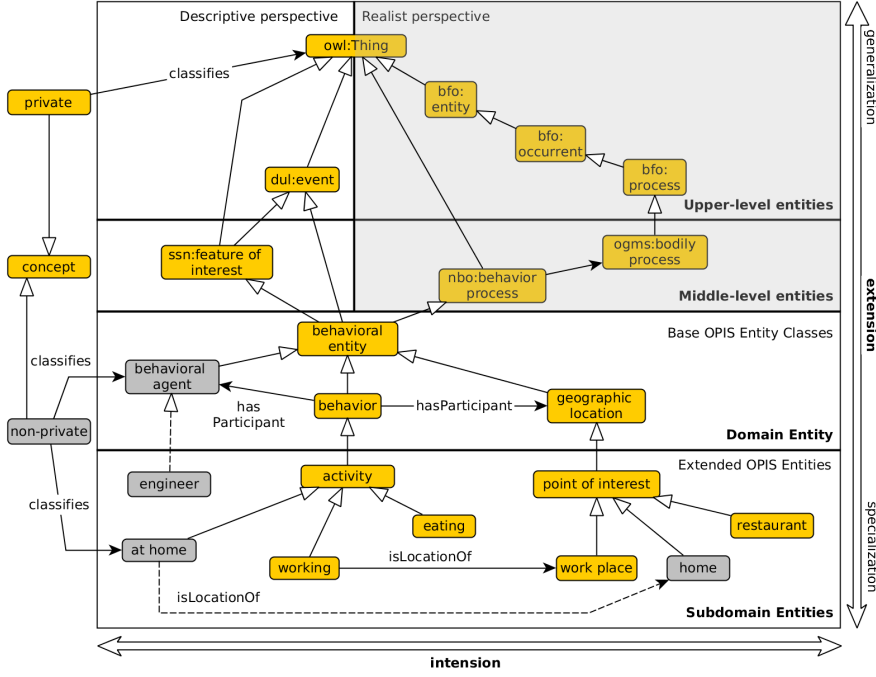 Descriptive perspective
Realist perspective
generalization
owl:Thing
classifies
private
bfo:
entity
bfo:
occurrent
bfo:
process
dul:event
Upper-level entities
ssn:feature of
interest
concept
ogms:bodily
process
nbo:behavior
process
Middle-level entities
extension
behavioral
entity
Base OPIS Entity Classes
classifies
behavioral
agent
has
Participant
behavior
hasParticipant
geographic
location
non-private
Domain Entity
activity
Extended OPIS Entities
engineer
point of interest
classifies
eating
restaurant
specialization
at home
isLocationOf
working
work place
home
isLocationOf
Subdomain Entities
intension